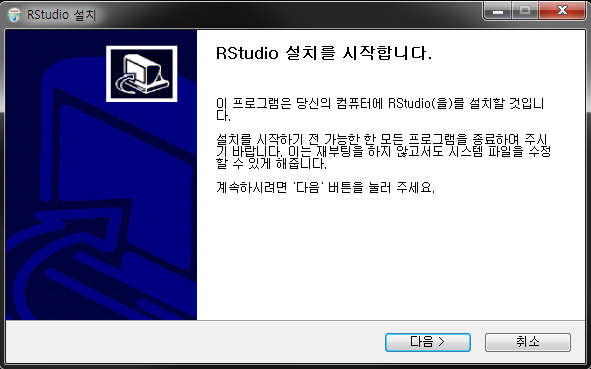 RStudio 설치
RStudio 설치를 시작합니다.
이 프로그램은 당신의 컴퓨터에 RStudio(을)를 설치할 것입니
다.
설치를 시작하기 전 가능한 한 모든 프로그램을 종료하여 주시
기 바랍니다. 이는 재부팅을 하지 않고서도 시스템 파일을 수정
할 수 있게 해줍니다.
계속하시려면 '다음' 버튼을 눌러 주세요.
다음 >
취소